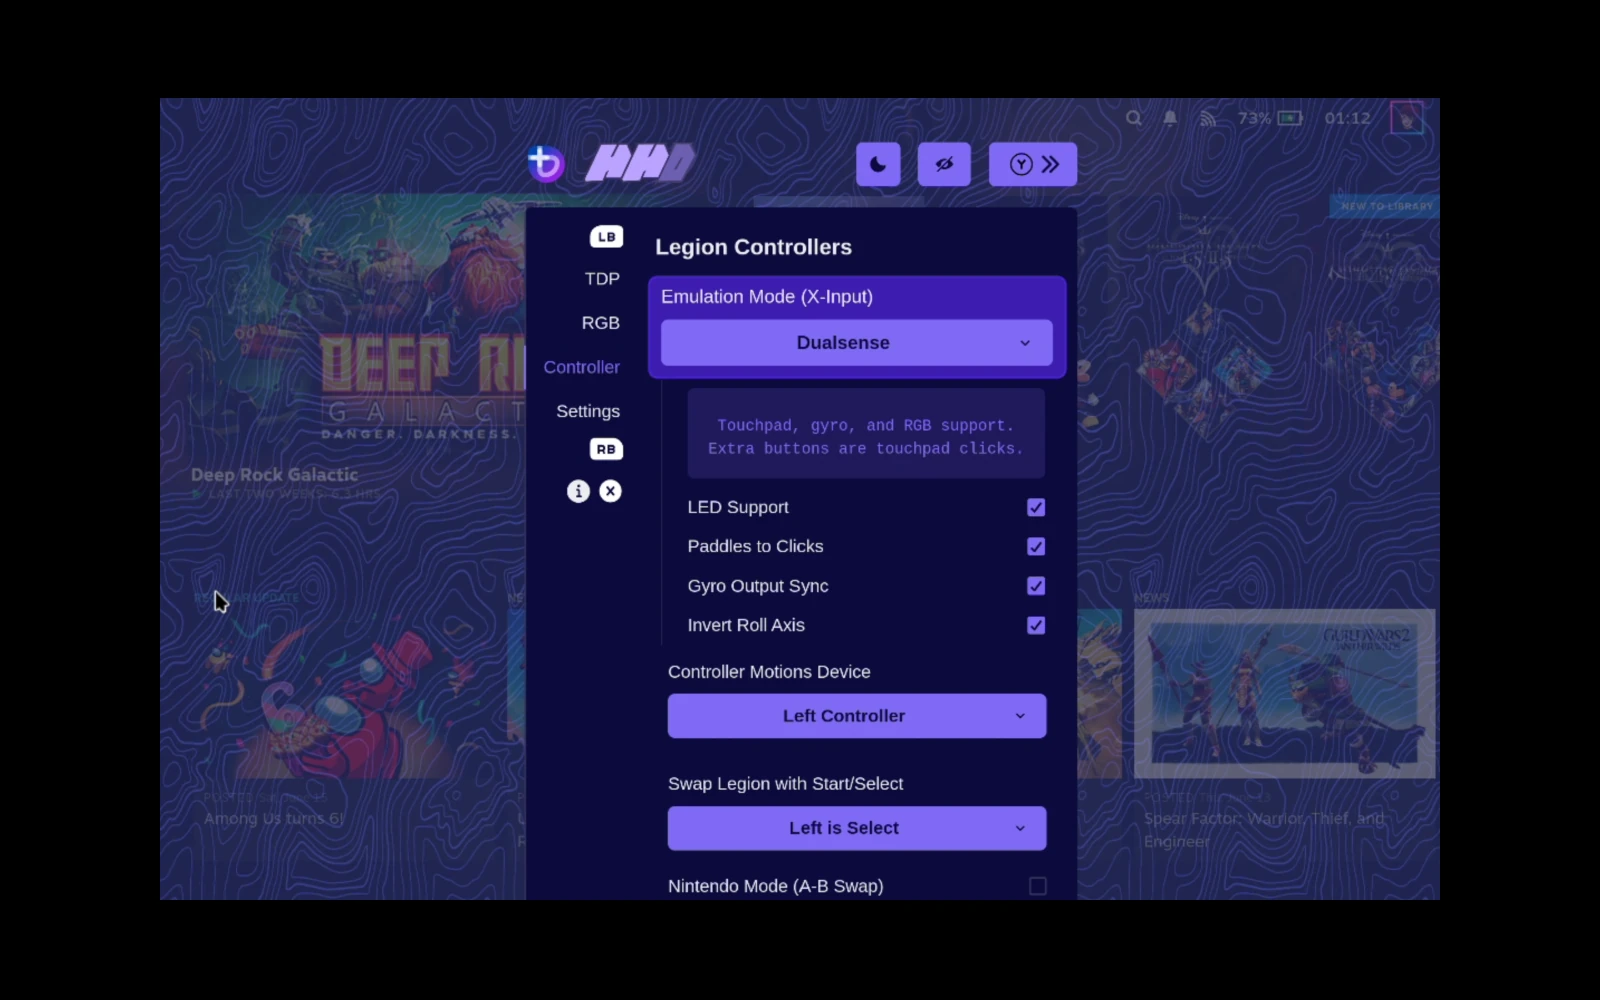 73%
01:12
HHD
Y
NEW TO LIBRARY
LB
TDP
RGB
Controller
Settings
RB
i X
Legion Controllers
Emulation Mode (X-Input)
Dualsense
Touchpad, gyro, and RGB support.
Extra buttons are touchpad clicks.
LED Support
Paddles to Clicks
Gyro Output Sync
Invert Roll Axis
Controller Motions Device
Left Controller
Swap Legion with Start/Select
Left is Select
Nintendo Mode (A-B Swap)
DEEP
GALACT
DANGER. DARKNESS.
Deep Rock Galactic
LAST TWO WEEKS: 6.3 HRS
Among Us turns 6!
NEWS
GUILD WARS 2
Spear Factor: Warrior, Thief, and
Engineer